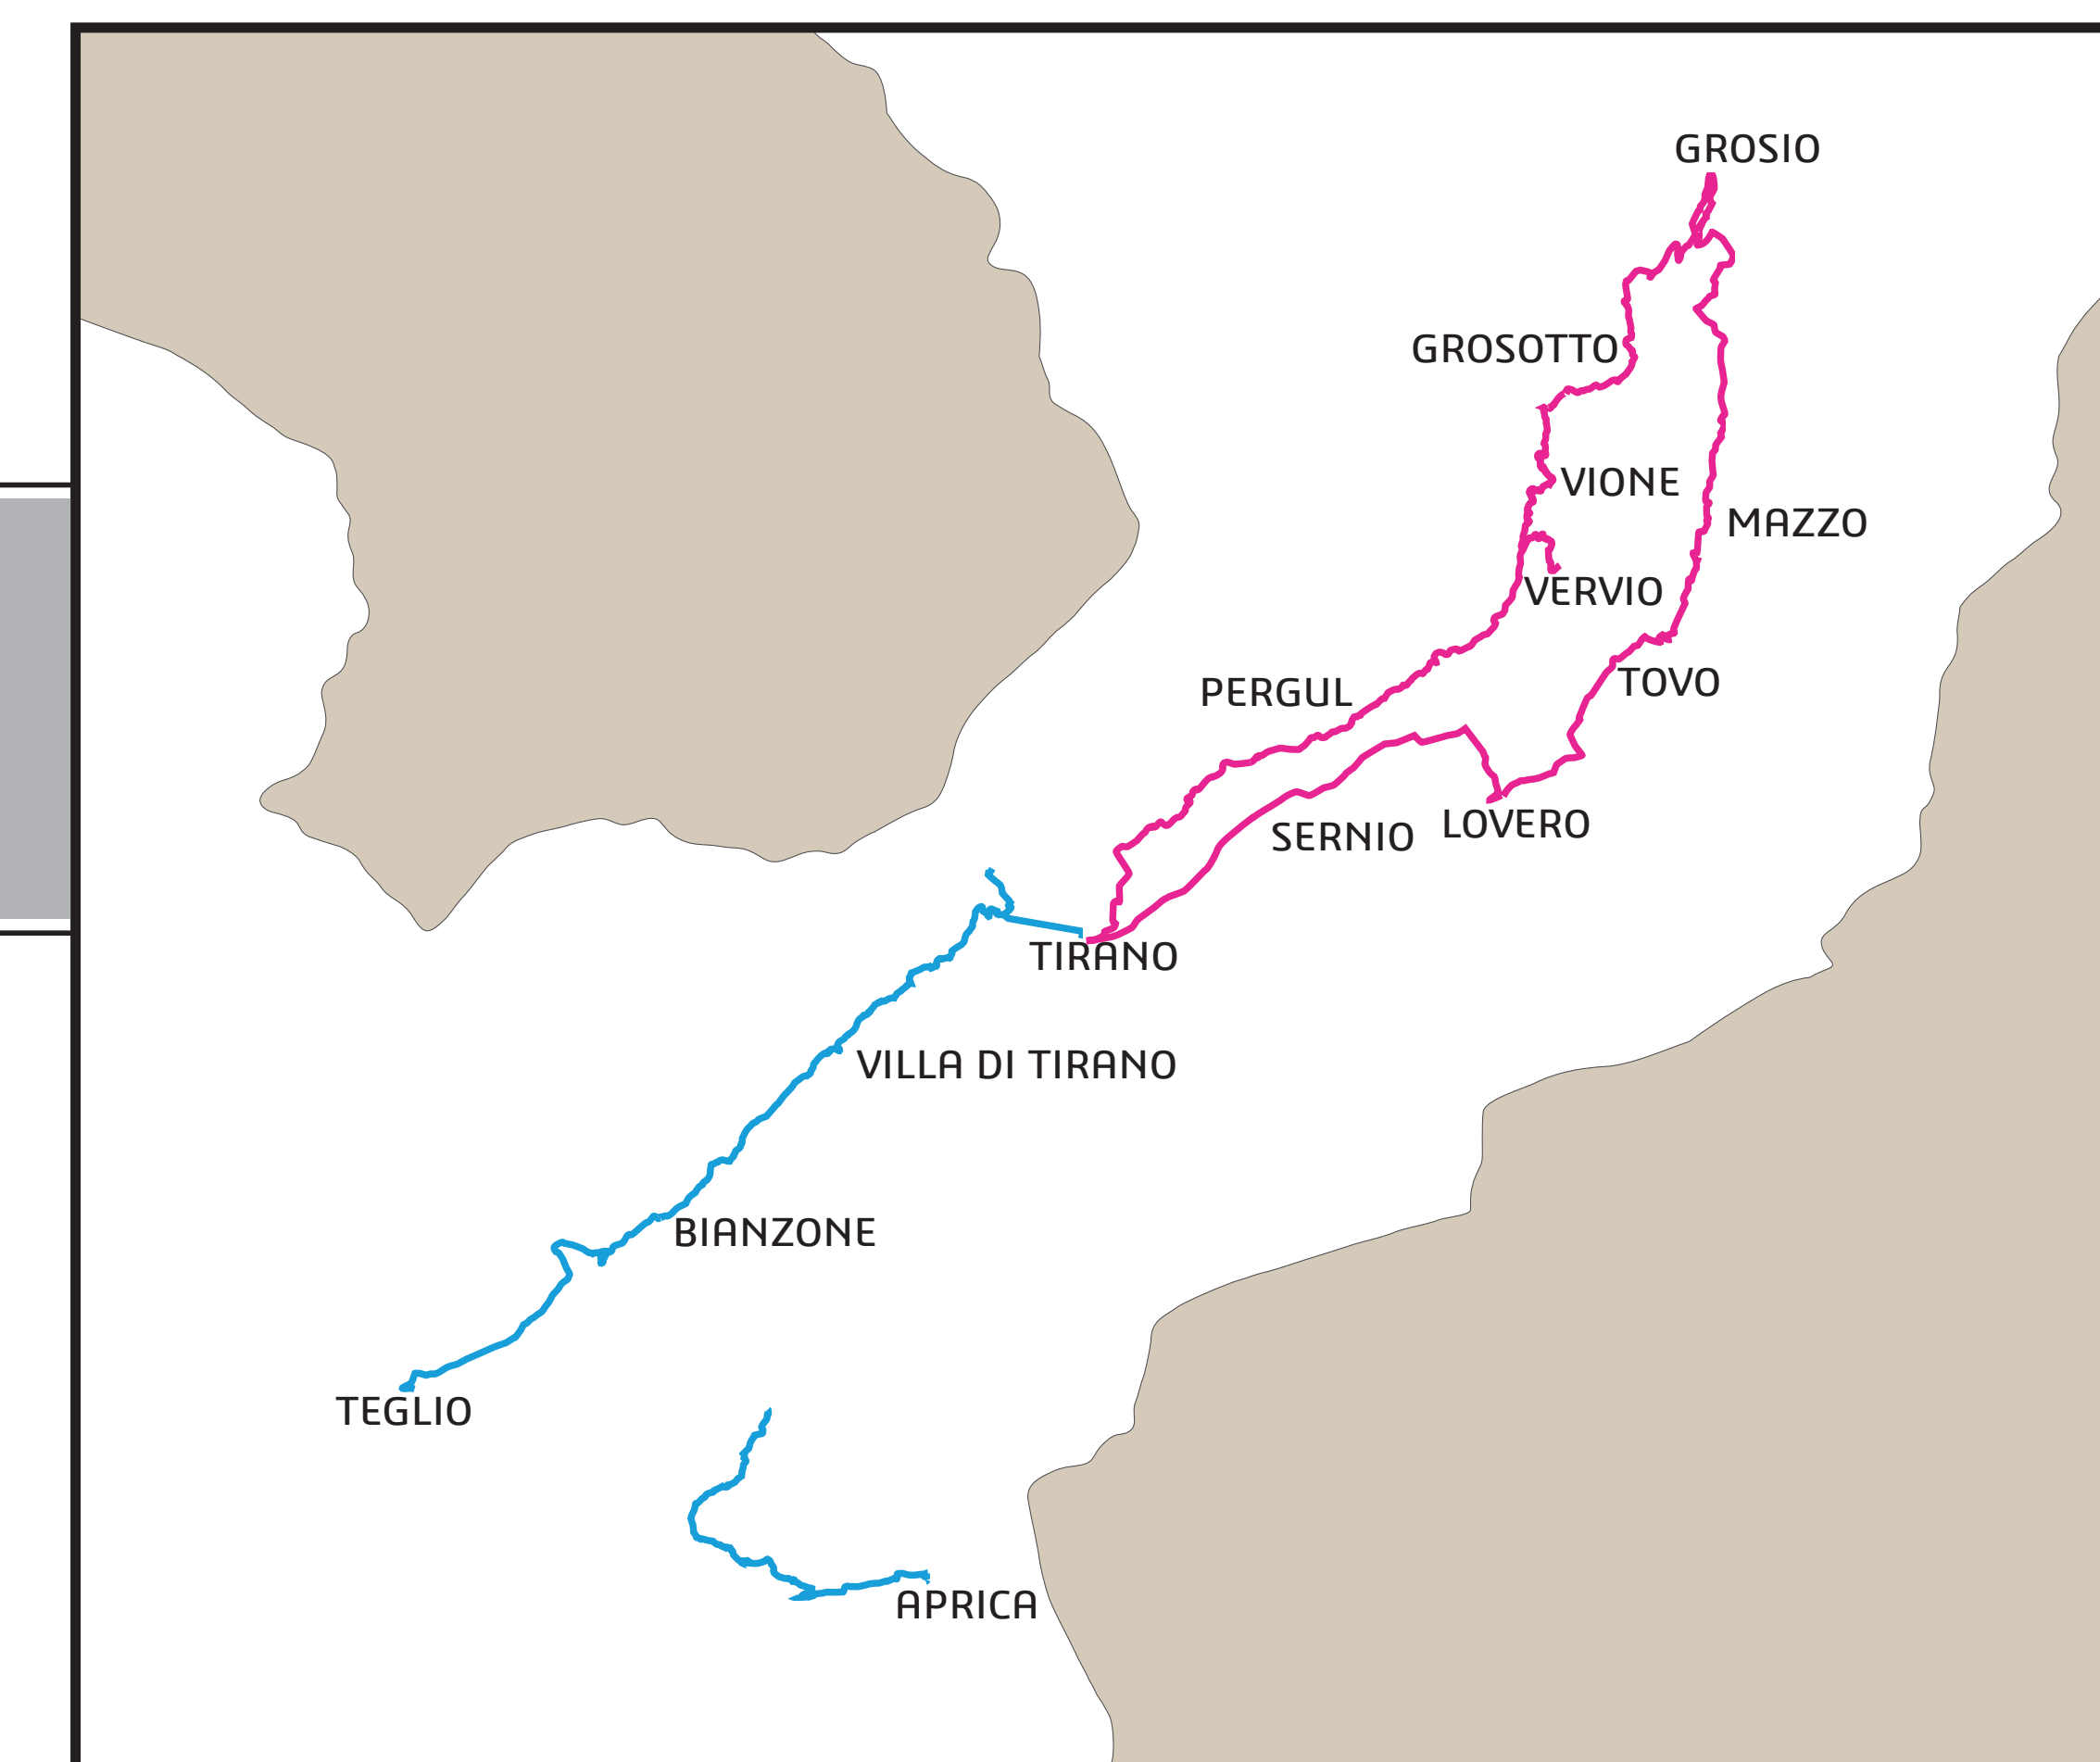 GROSIO
GROSOTTO
VIONE
MAZZO
VERVIO
TOVO
PERGUL
LOVERO
SERNIO
TIRANO
VILLA DI TIRANO
BIANZONE
TEGLIO
APRICA